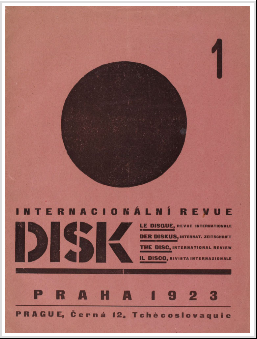 1
INTERNACIONÁLNÍ REVUE
DISK
LE DISQUE, REVUE INTERNATIONALE
DER DISKUS, INTERNAT. ZEITSCHRIFT
THE DISC, INTERNATIONAL REVIEW
IL DISCO, RIVISTA INTERNAZIONALE
PRAHA 1923
PRAGUE, Černá 12, Tchécoslovaquie